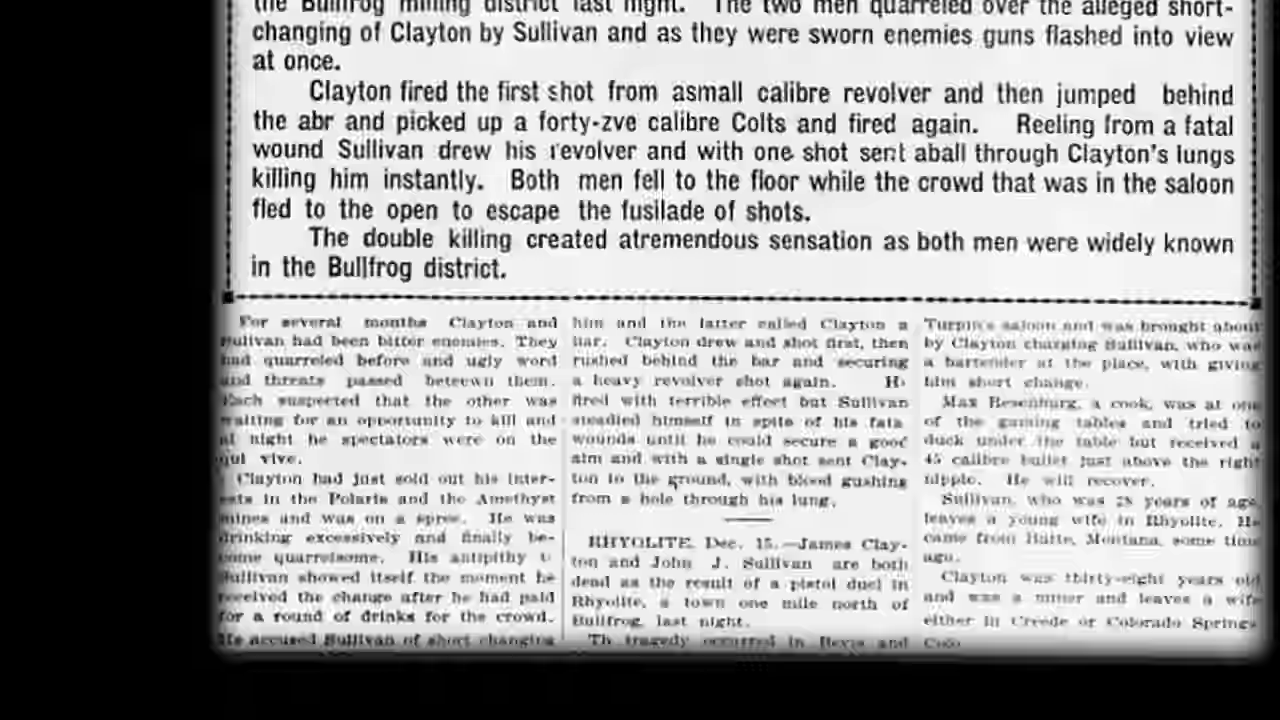 the Bullfrog mining district last night. The two men quarreled over the alleged short-
changing of Clayton by Sullivan and as they were sworn enemies guns flashed into view
at once.
Clayton fired the first shot from asmall calibre revolver and then jumped behind
the abr and picked up a forty-zve calibre Colts and fired again. Reeling from a fatal
wound Sullivan drew his revolver and with one shot sent aball through Clayton's lungs
killing him instantly. Both men fell to the floor while the crowd that was in the saloon
fled to the open to escape the fusilade of shots.
The double killing created atremendous sensation as both men were widely known
in the Bullfrog district.
For several months Clayton and
Sullivan had been bitter enemies. They
had quarreled before and ugly word
and threats passed beteewn them.
Each suspected that the other was
waiting for an opportunity to kill and
at night he spectators were on the
qui vive.
Clayton had just sold out his inter-
ests in the Polaris and the Amethyst
mines and was on a spree. He was
drinking excessively and finally be-
come quarrelsome. His antipithy t
Sullivan showed itself the moment he
received the change after he had paid
for a round of drinks for the crowd.
He accused Sullivan of short changing
him and the latter called Clayton a
liar. Clayton drew and shot first, then
rushed behind the bar and securing
a heavy revolver shot again. H
fired with terrible effect but Sullivan
steadied himself in spite of his fata
wounds until he could secure a good
aim and with a single shot sent Clay-
ton to the ground, with blood gushing
from a hole through his lung.
RHYOLITE, Dec. 15.—James Clay-
ton and John J. Sullivan are both
dead as the result of a pistol duel in
Rhyolite, a town one mile north of
Bullfrog, last night.
Th tragedy occurred in and
saloon and was brought about
by Clayton charging Sullivan, who was
a bartender at the place, with giving
him short change.
Max a cook, was at one
of the gaming tables and tried to
duck under the table but received a
45 calibre bullet just above the right
nipple. He will recover.
Sullivan, who was 28 years of age,
leaves a young wife in Rhyolite. He
came from Butte, Montana, some time
ago.
Clayton was thirty-eight years old
and was a miner and leaves a wife
either in Creede or Colorado Springs,
Colo.